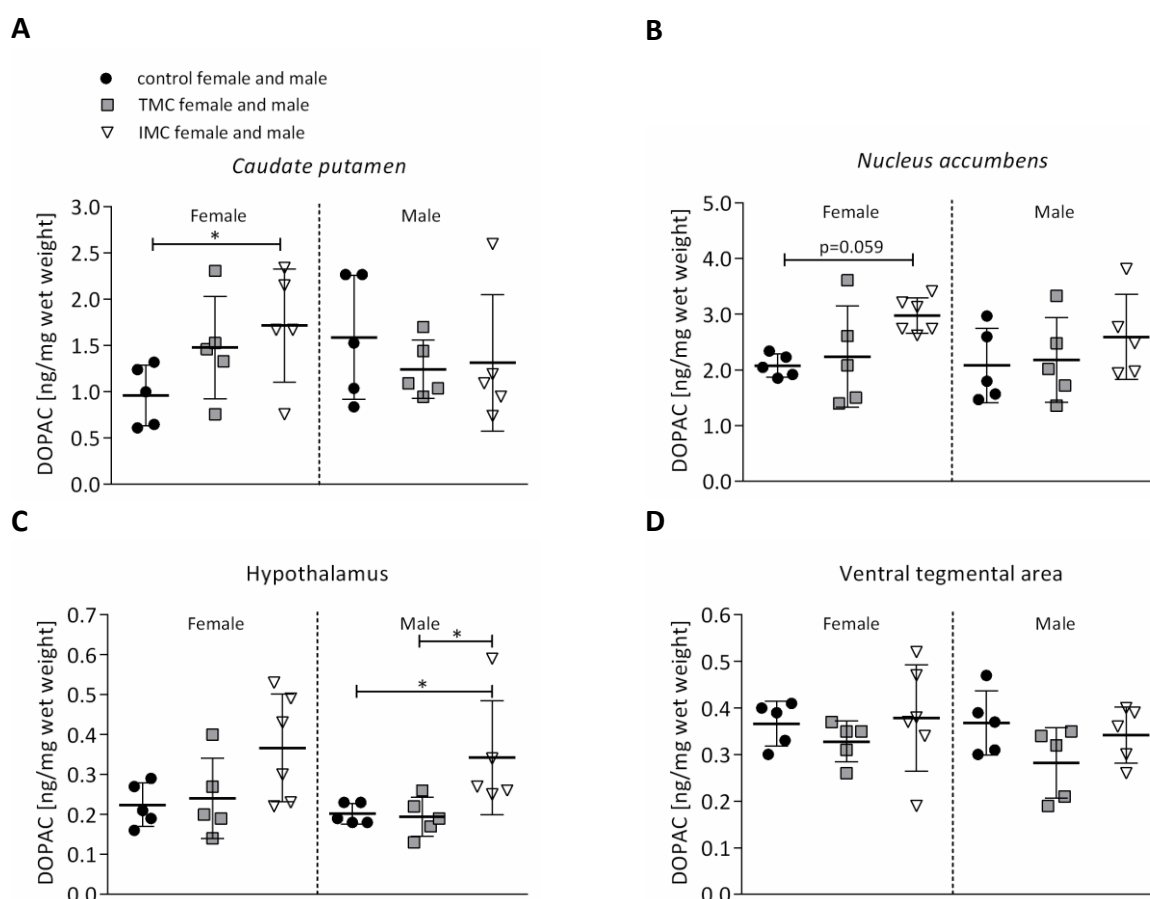 A
control female and male
TMC female and male
IMC female and male
Caudate putamen
DOPAC [ng/mg wet weight]
3.0
2.5
2.0
1.5
1.0
0.5
0.0
Female
Male
*
B
Nucleus accumbens
DOPAC [ng/mg wet weight]
5.0
4.0
3.0
2.0
1.0
0.0
Female
Male
p=0.059
C
Hypothalamus
DOPAC [ng/mg wet weight]
0.7
0.6
0.5
0.4
0.3
0.2
0.1
0.0
Female
Male
*
*
D
Ventral tegmental area
DOPAC [ng/mg wet weight]
0.6
0.5
0.4
0.3
0.2
0.1
0.0
Female
Male